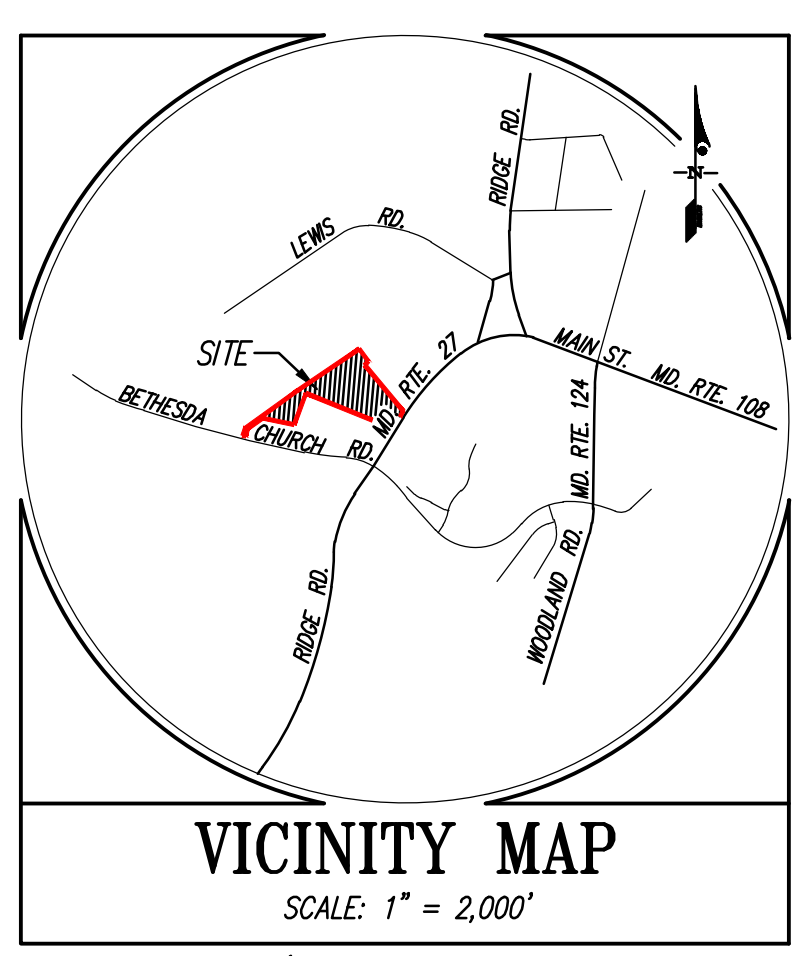 RIDGE RD.
N
LEWIS RD.
SITE
MD. RTE. 27
MAIN ST. MD. RTE. 108
BETHESDA CHURCH RD.
MD. RTE. 124
WOODLAND RD.
RIDGE RD.
VICINITY MAP
SCALE: 1" = 2,000'